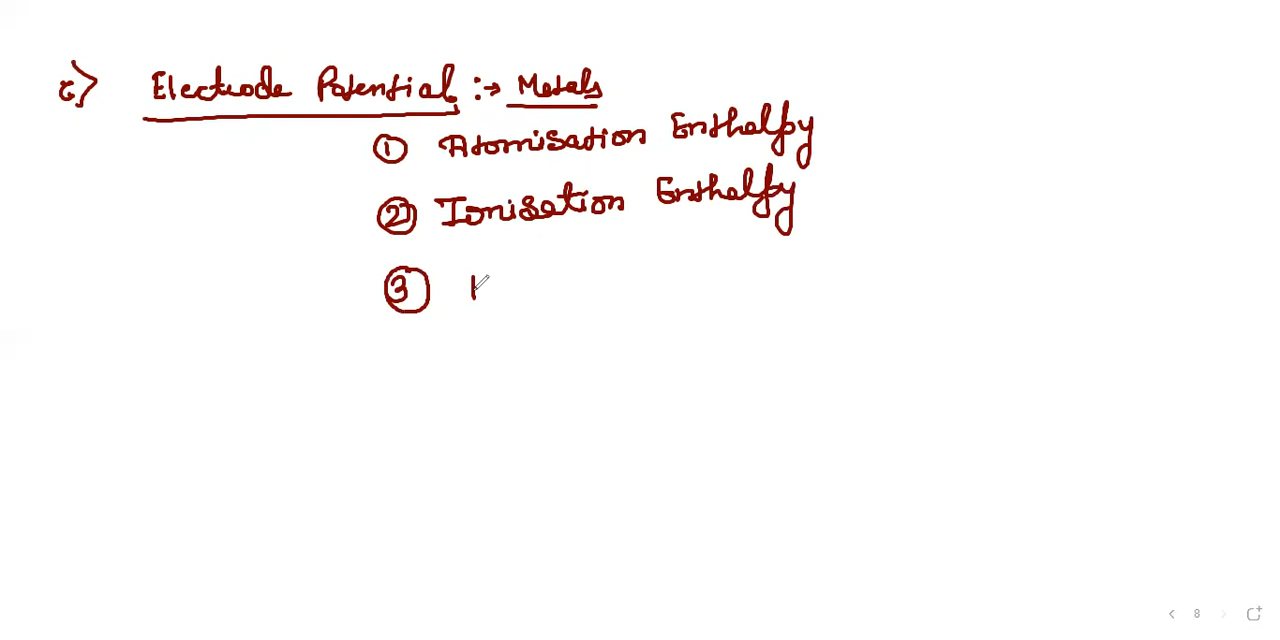 c) Electrode Potential :→ Metals
① Atomisation Enthalpy
② Ionisation Enthalpy
③
8